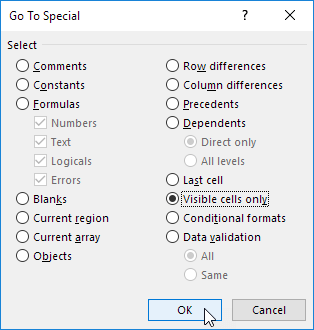 Go To Special
Select
Comments
Constants
Formulas
Numbers
Text
Logicals
Errors
Blanks
Current region
Current array
Objects
Row differences
Column differences
Precedents
Dependents
Direct only
All levels
Last cell
Visible cells only
Conditional formats
Data validation
All
Same
OK
Cancel